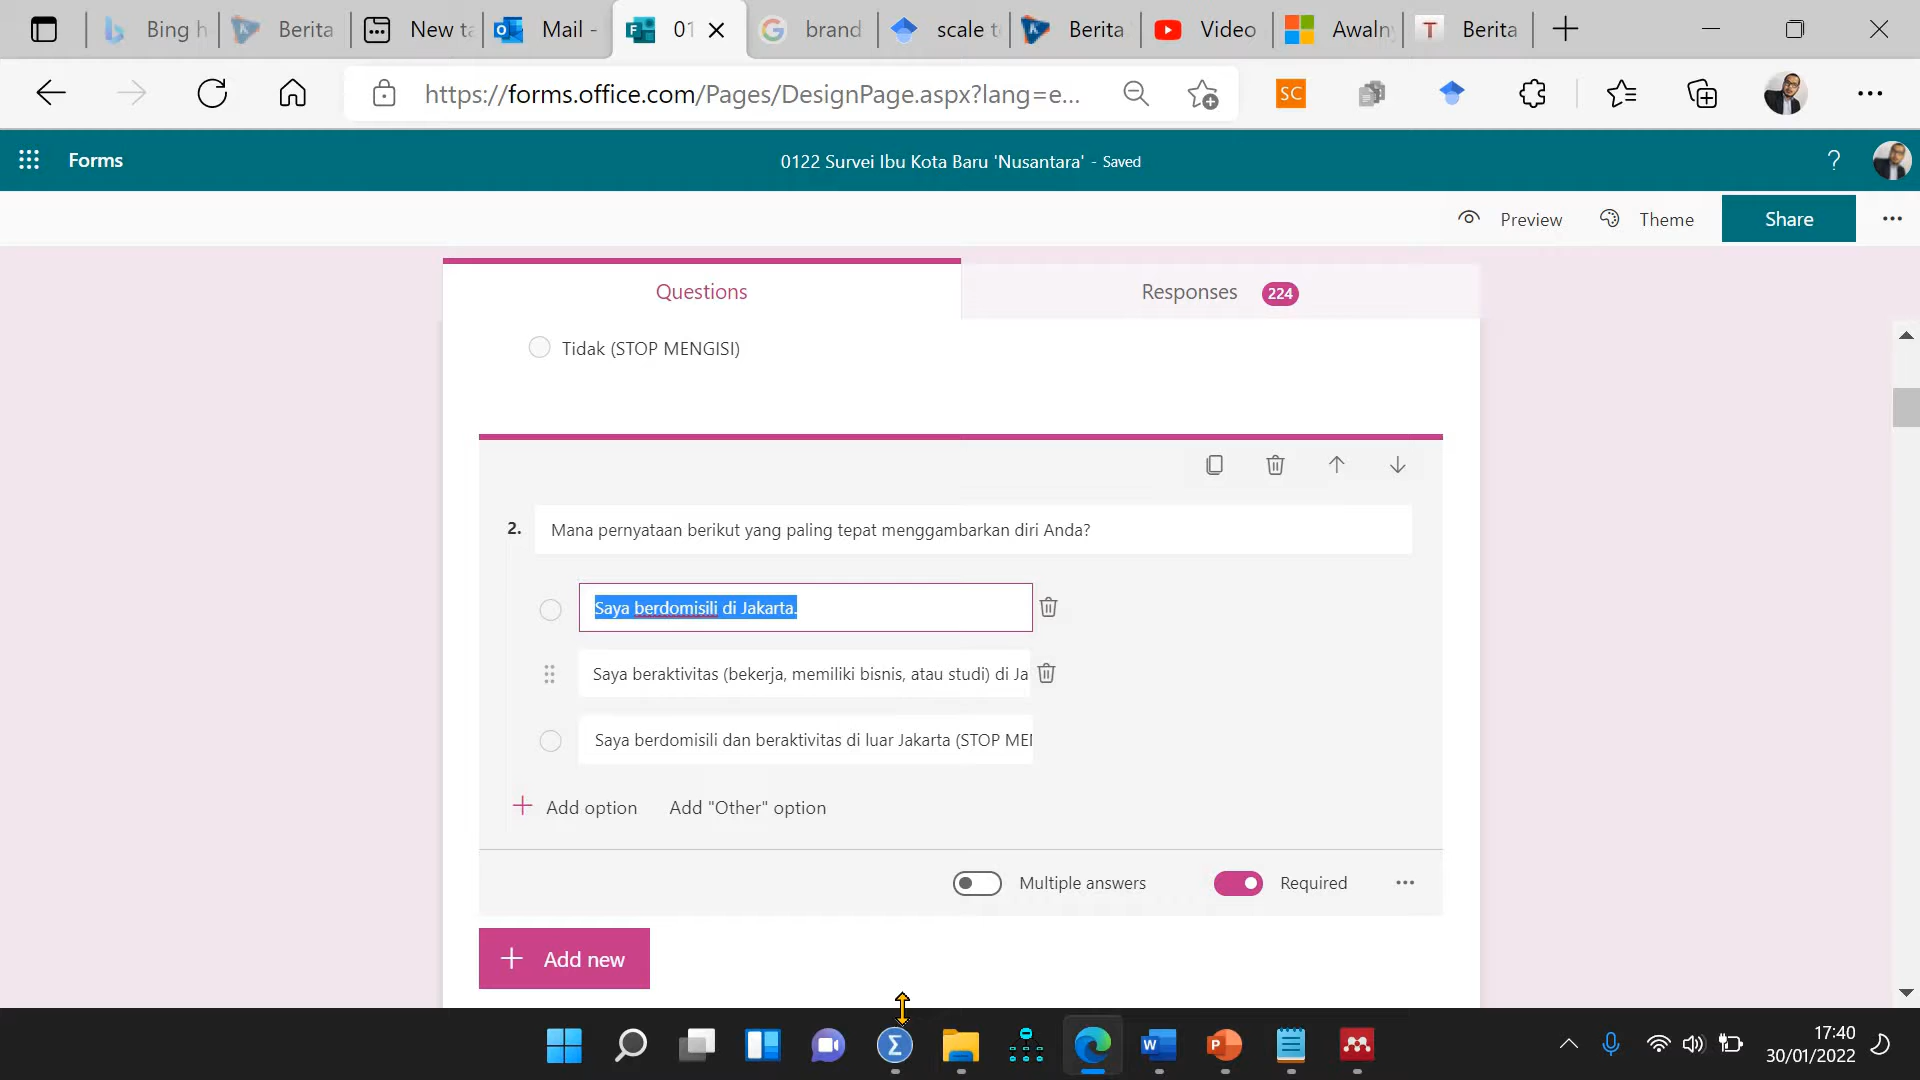 Bing h
Berita
New ta
Mail -
01
brand
scale t
Berita
Video
Awalny
Berita
https://forms.office.com/Pages/DesignPage.aspx?lang=e...
SC
Forms
0122 Survei Ibu Kota Baru 'Nusantara' - Saved
?
Preview
Theme
Share
Questions
Responses 224
Tidak (STOP MENGISI)
2. Mana pernyataan berikut yang paling tepat menggambarkan diri Anda?
Saya berdomisili di Jakarta.
Saya beraktivitas (bekerja, memiliki bisnis, atau studi) di Ja
Saya berdomisili dan beraktivitas di luar Jakarta (STOP MEI
Add option
Add "Other" option
Multiple answers
Required
Add new
17:40
30/01/2022